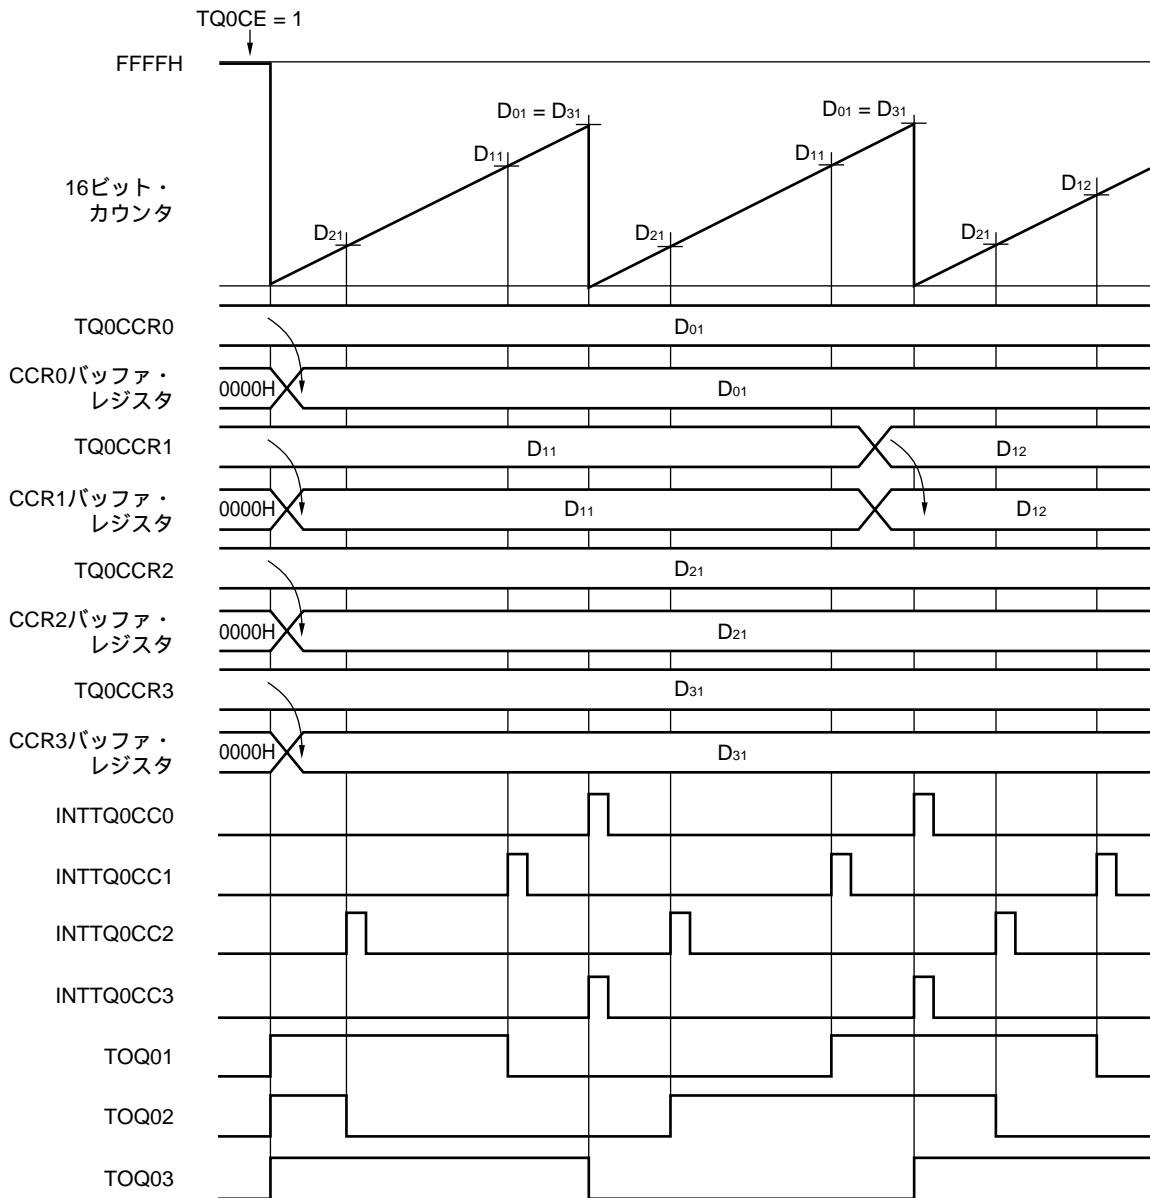 TQ0CE = 1
FFFFH
D01 = D31
D01 = D31
D11
D11
D12
16ビット・
カウンタ
D21
D21
D21
TQ0CCR0
D01
CCR0バッファ・
レジスタ
0000H
D01
TQ0CCR1
D11
D12
CCR1バッファ・
レジスタ
0000H
D11
D12
TQ0CCR2
D21
CCR2バッファ・
レジスタ
0000H
D21
TQ0CCR3
D31
CCR3バッファ・
レジスタ
0000H
D31
INTTQ0CC0
INTTQ0CC1
INTTQ0CC2
INTTQ0CC3
TOQ01
TOQ02
TOQ03